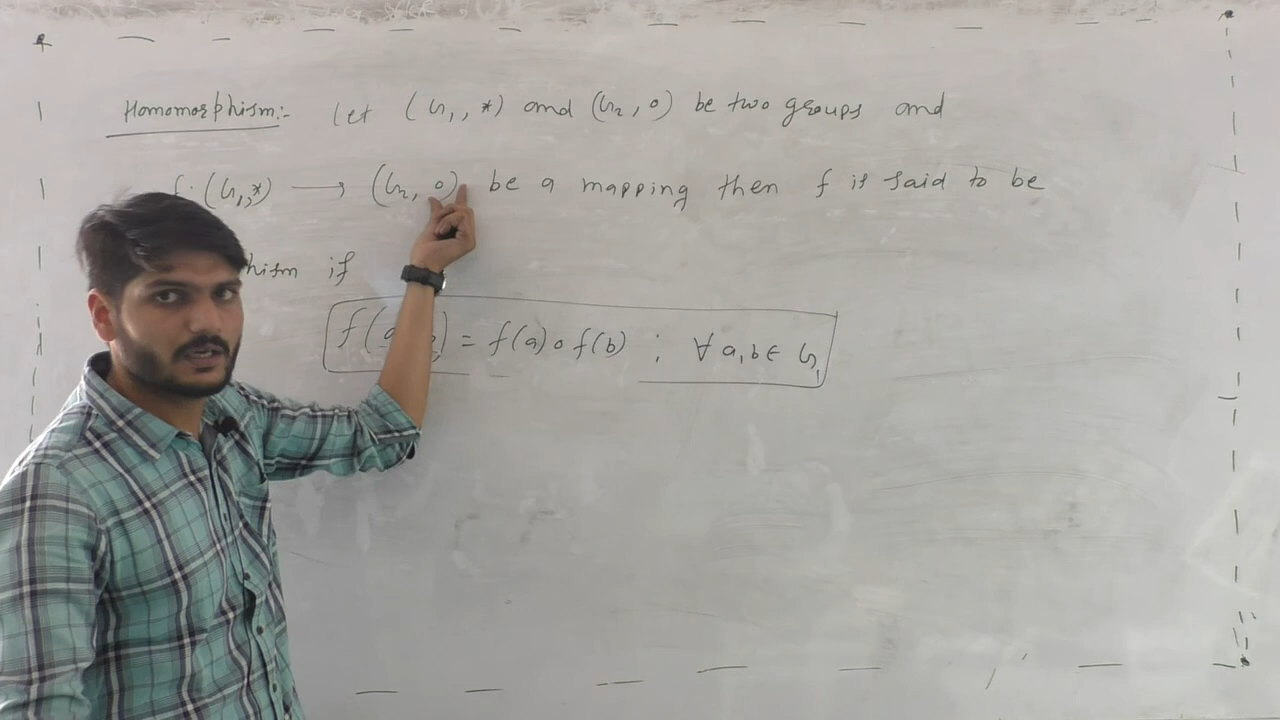 Homomorphism:- Let (G₁, *) and (G₂, o) be two groups and
f: (G₁, *) → (G₂, o) be a mapping then f is said to be
hism if
f(a = f(a) o f(b) ; ∀ a, b ∈ G₁